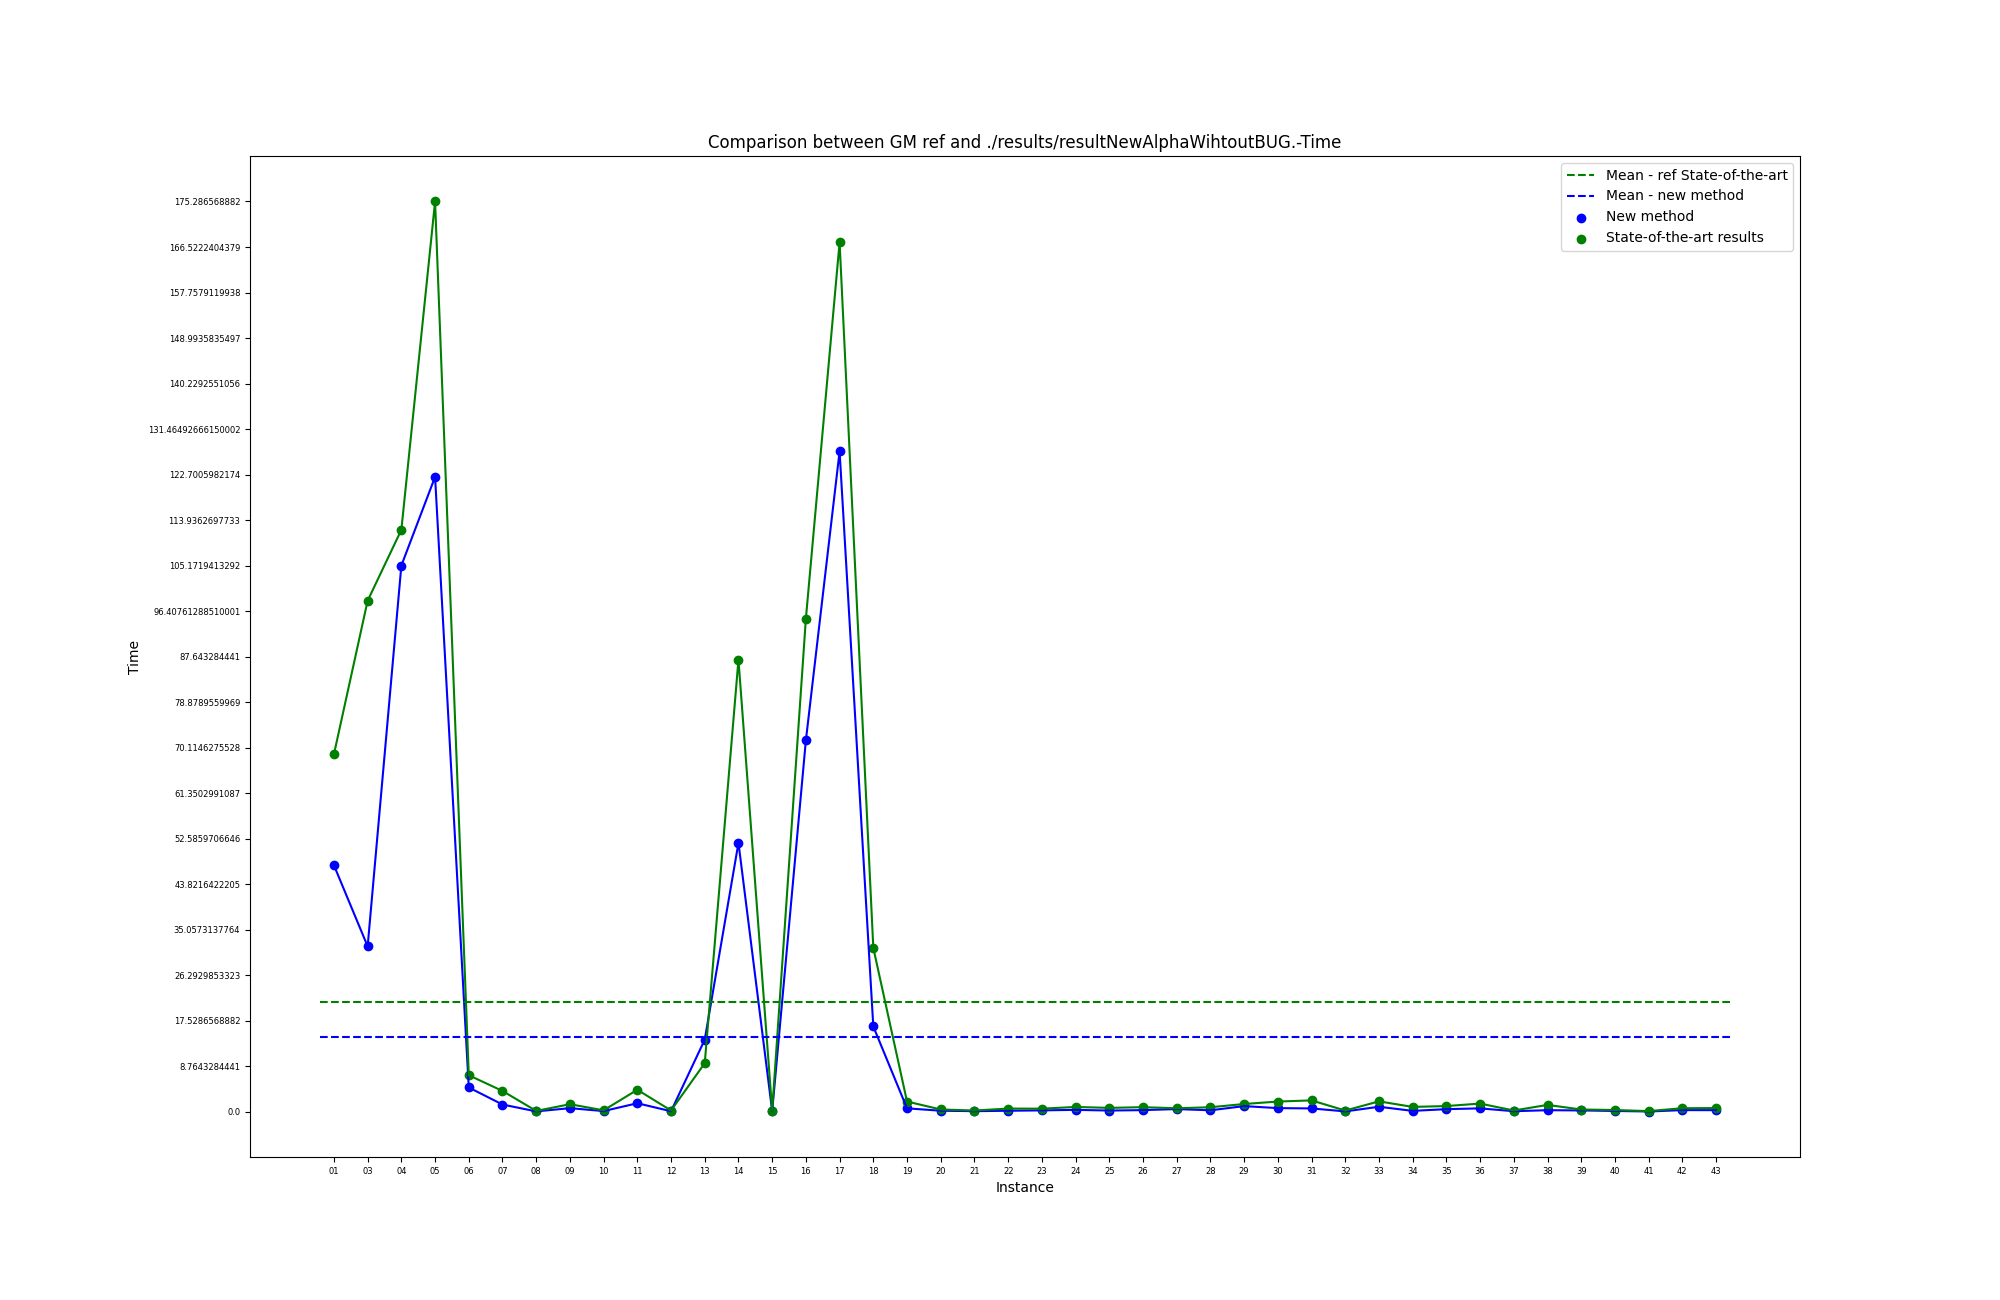 Comparison between GM ref and ./results/resultNewAlphaWihtoutBUG.-Time
Mean - ref State-of-the-art
Mean - new method
New method
State-of-the-art results
175.286568882
166.5222404379
157.7579119938
148.9935835497
140.2292551056
131.46492666150002
122.7005982174
113.9362697733
105.1719413292
96.40761288510001
87.643284441
78.8789559969
70.1146275528
61.3502991087
52.5859706646
43.8216422205
35.0573137764
26.2929853323
17.5286568882
8.7643284441
0.0
Time
01 03 04 05 06 07 08 09 10 11 12 13 14 15 16 17 18 19 20 21 22 23 24 25 26 27 28 29 30 31 32 33 34 35 36 37 38 39 40 41 42 43
Instance